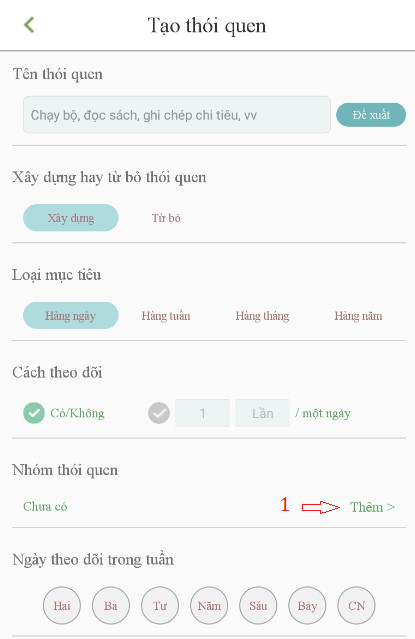 Tạo thói quen
Tên thói quen
Chạy bộ, đọc sách, ghi chép chi tiêu, vv
Đề xuất
Xây dựng hay từ bỏ thói quen
Xây dựng Từ bỏ
Loại mục tiêu
Hàng ngày Hàng tuần Hàng tháng Hàng năm
Cách theo dõi
Có/Không 1 Lần / một ngày
Nhóm thói quen
Chưa có 1 Thêm >
Ngày theo dõi trong tuần
Hai Ba Tư Năm Sáu Bảy CN